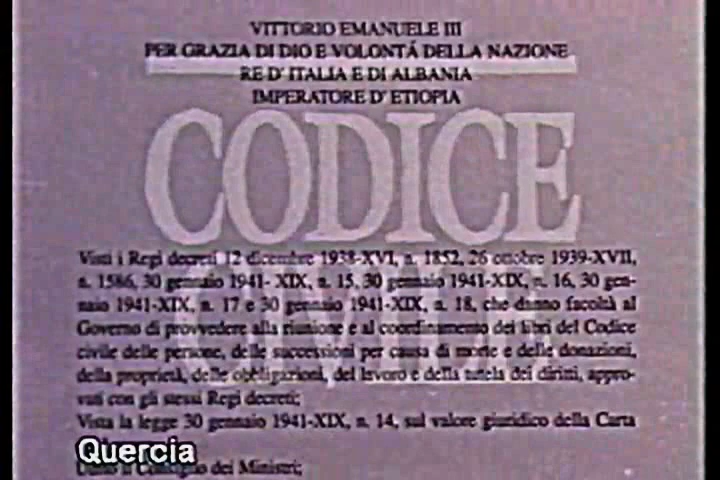 VITTORIO EMANUELE III
PER GRAZIA DI DIO E VOLONTÁ DELLA NAZIONE
RE D' ITALIA E DI ALBANIA
IMPERATORE D' ETIOPIA
CODICE
CIVILE
Visti i Regi decreti 12 dicembre 1938-XVI, n. 1852, 26 ottobre 1939-XVII,
n. 1586, 30 gennaio 1941- XIX, n. 15, 30 gennaio 1941-XIX, n. 16, 30 gen-
naio 1941-XIX, n. 17 e 30 gennaio 1941-XIX, n. 18, che danno facoltà al
Governo di provvedere alla riunione e al coordinamento dei libri del Codice
civile delle persone, delle successioni per causa di morte e delle donazioni,
della proprietà, delle obbligazioni, del lavoro e della tutela dei diritti, appro-
vati con gli stessi Regi decreti;
Vista la legge 30 gennaio 1941-XIX, n. 14, sul valore giuridico della Carta
Quercia
Consiglio dei Ministri;